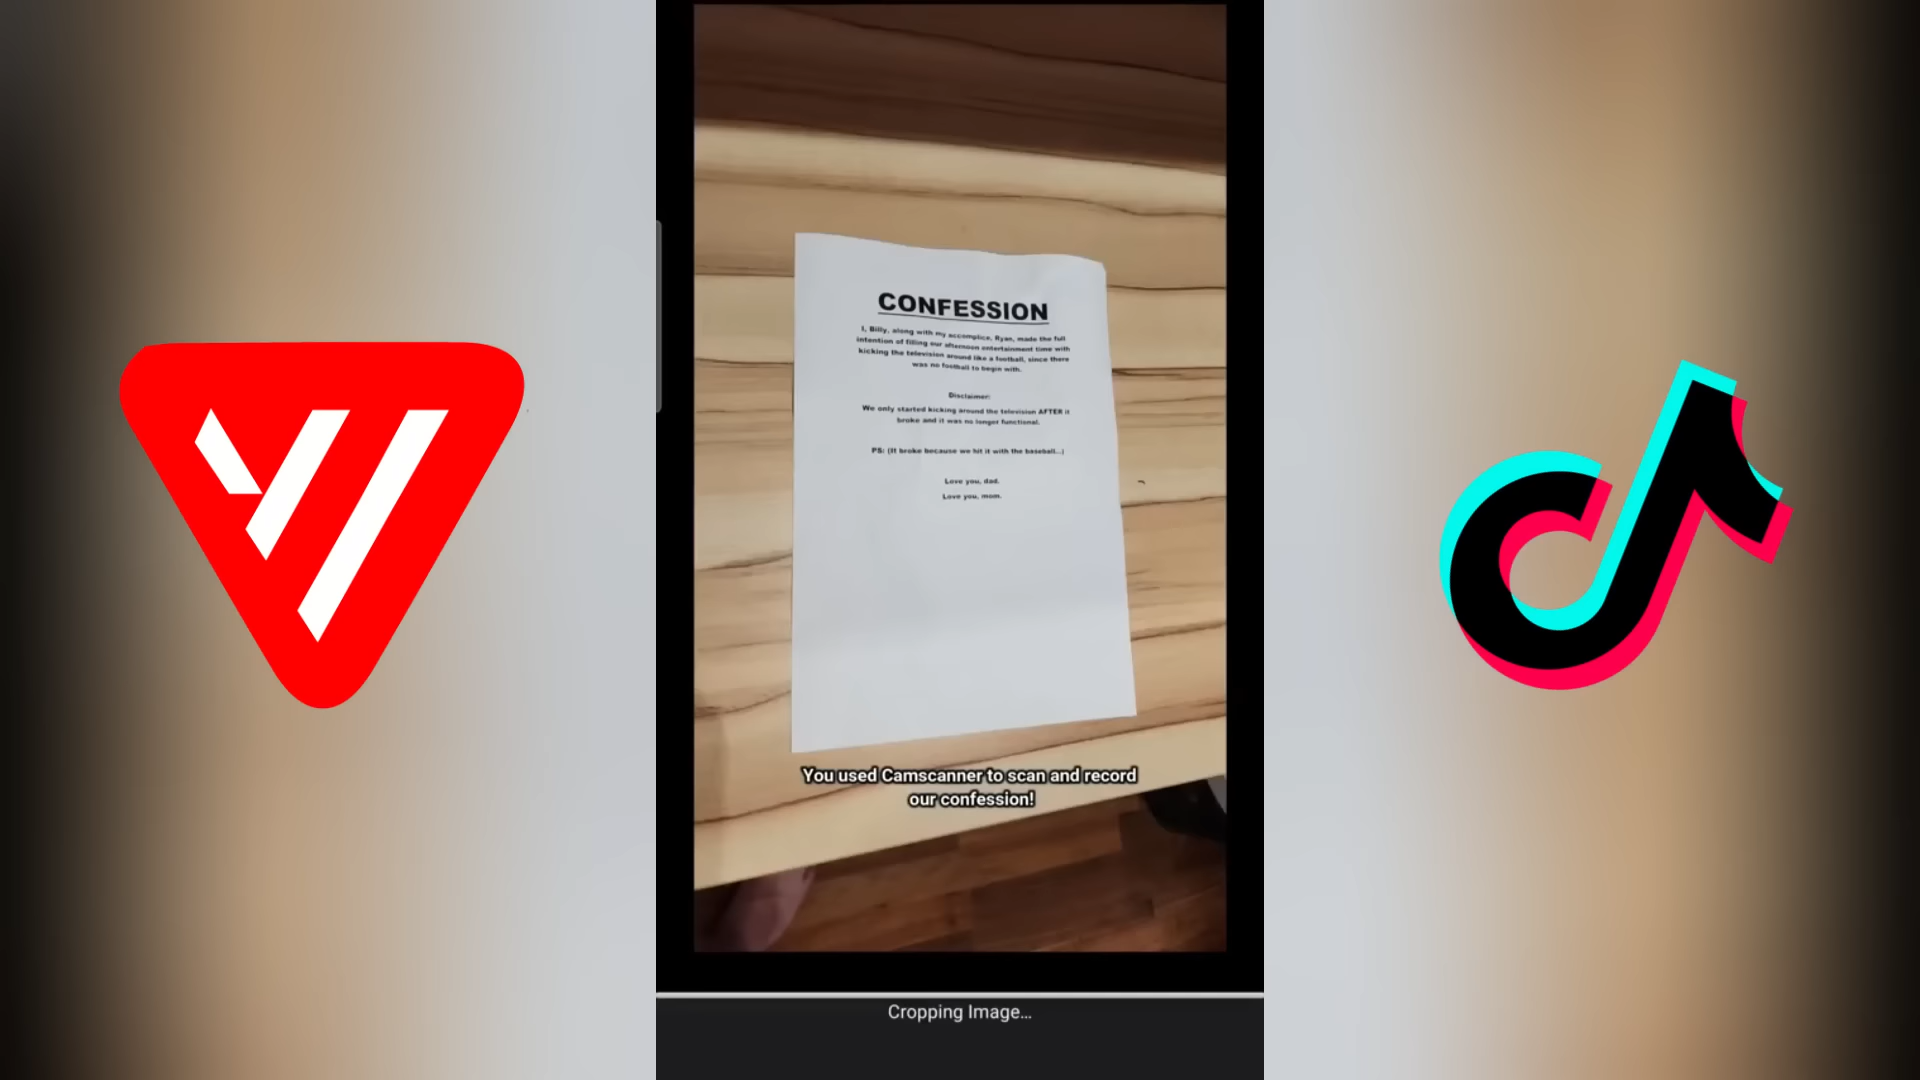 CONFESSION
I, Billy, along with my accomplice, Ryan, made the full
intention of filling our afternoon entertainment time with
kicking the television around like a football, since there
was no football to begin with.
Disclaimer:
We only started kicking around the television AFTER it
broke and it was no longer functional.
PS: (It broke because we hit it with the baseball...)
Love you, dad.
Love you, mom.
You used Camscanner to scan and record
our confession!
Cropping Image...